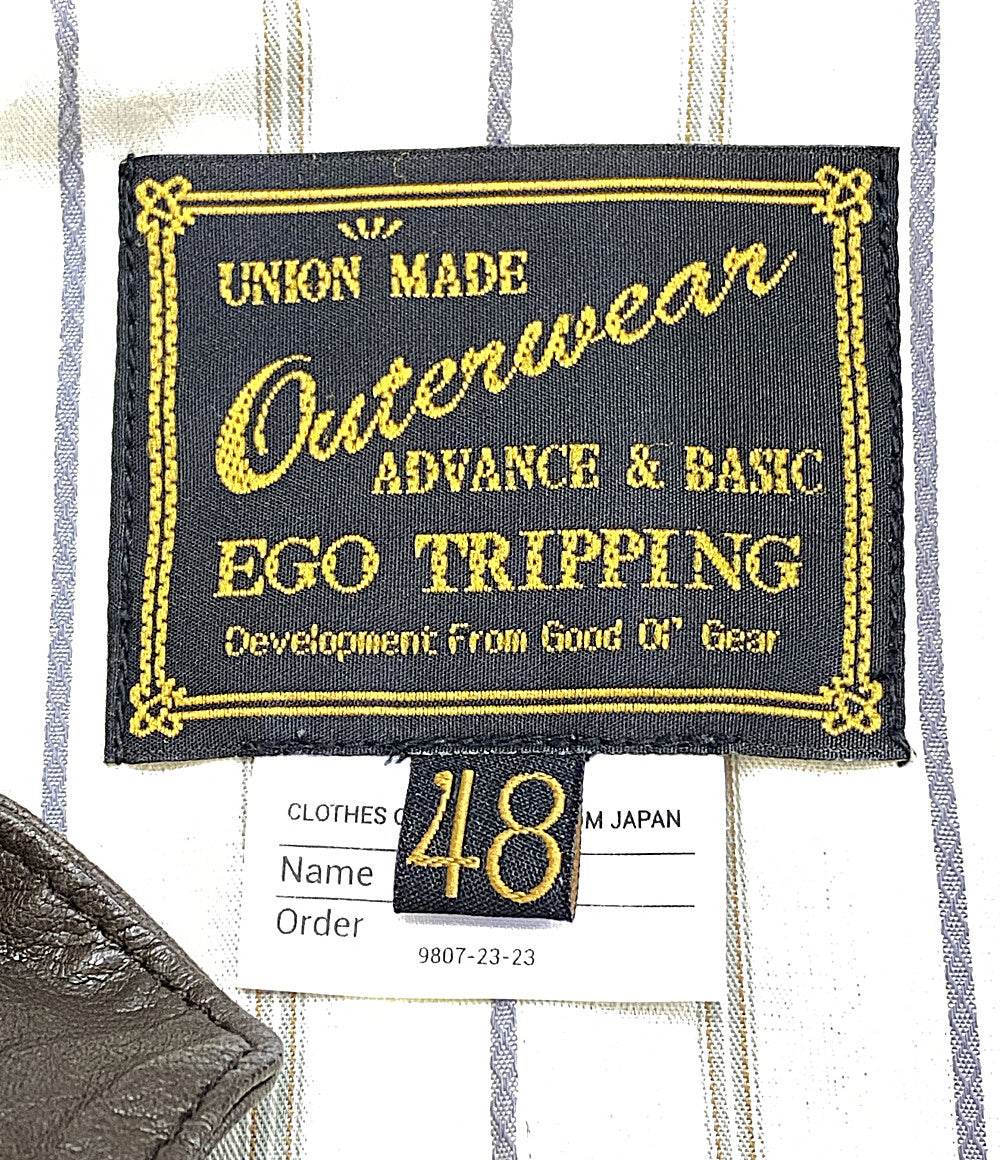 UNION MADE
Outerwear
ADVANCE & BASIC
EGO TRIPPING
Development From Good Ol' Gear
48
CLOTHES JAPAN
Name
Order
9807-23-23